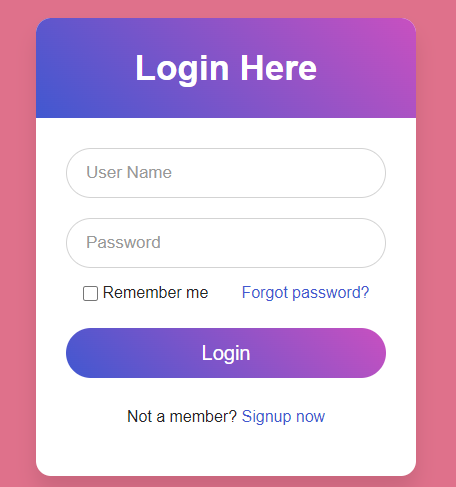 Login Here
User Name
Password
Remember me Forgot password?
Login
Not a member? Signup now